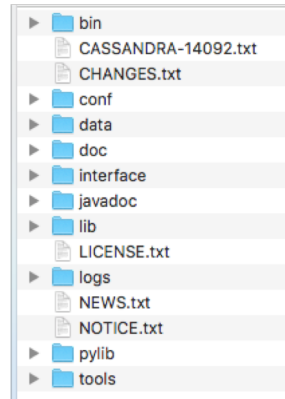 bin
CASSANDRA-14092.txt
CHANGES.txt
conf
data
doc
interface
javadoc
lib
LICENSE.txt
logs
NEWS.txt
NOTICE.txt
pylib
tools